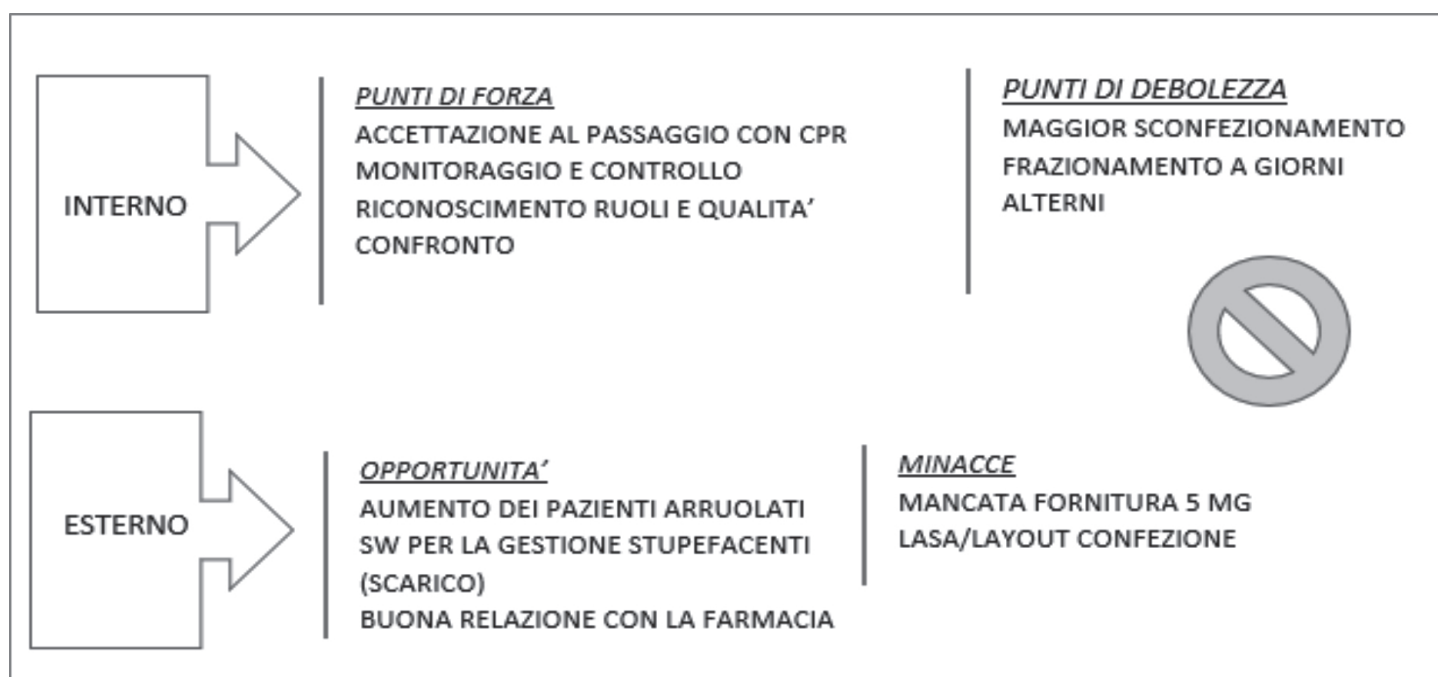 INTERNO
PUNTI DI FORZA
ACCETTAZIONE AL PASSAGGIO CON CPR
MONITORAGGIO E CONTROLLO
RICONOSCIMENTO RUOLI E QUALITA’
CONFRONTO
PUNTI DI DEBOLEZZA
MAGGIOR SCONFEZIONAMENTO
FRAZIONAMENTO A GIORNI
ALTERNI
ESTERNO
OPPORTUNITA’
AUMENTO DEI PAZIENTI ARRUOLATI
SW PER LA GESTIONE STUPEFACENTI
(SCARICO)
BUONA RELAZIONE CON LA FARMACIA
MINACCE
MANCATA FORNITURA 5 MG
LASA/LAYOUT CONFEZIONE